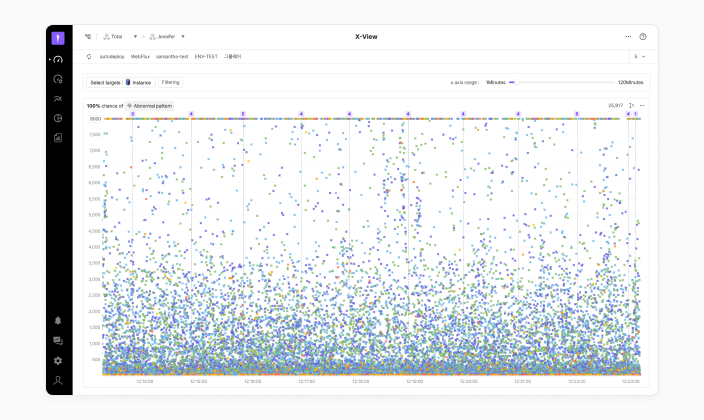 Total
Jennifer
X-View
autodeploy WebFlux samantha-test ENV-TEST 그룹웨어
6
Select targets : Instance Filtering
x axis range : 1Minutes 120Minutes
100% chance of Abnormal pattern
25,917
8000
3 4 5 4 4 4 4 4 5 4 1
7,500
7,000
6,500
6,000
5,500
5,000
4,500
4,000
3,500
3,000
2,500
2,000
1,500
1,000
500
12:14:00 12:15:00 12:16:00 12:17:00 12:18:00 12:19:00 12:20:00 12:21:00 12:22:00 12:23:00